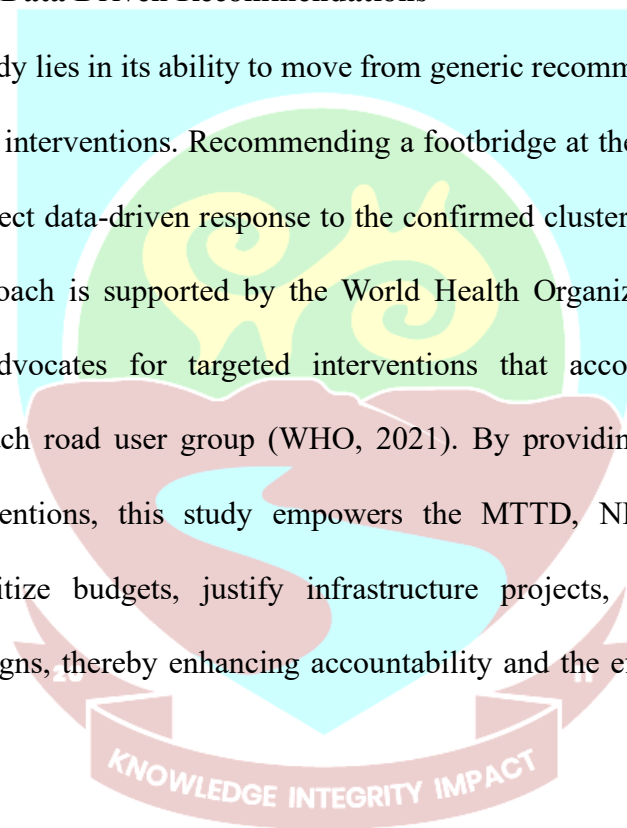 Data-Driven Recommendations
dy lies in its ability to move from generic recomm
interventions. Recommending a footbridge at the
ect data-driven response to the confirmed cluster
oach is supported by the World Health Organiz
dvocates for targeted interventions that acco
ch road user group (WHO, 2021). By providin
entions, this study empowers the MTTD, N
itize budgets, justify infrastructure projects,
gns, thereby enhancing accountability and the e
20 11
KNOWLEDGE INTEGRITY IMPACT